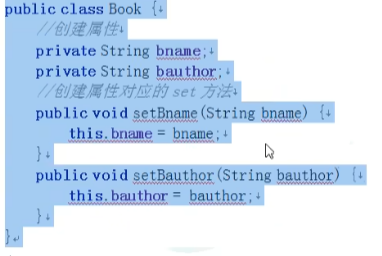 public class Book {
//创建属性
private String bname;
private String bauthor;
//创建属性对应的 set 方法
public void setBname(String bname) {
this.bname = bname;
}
public void setBauthor(String bauthor) {
this.bauthor = bauthor;
}
}